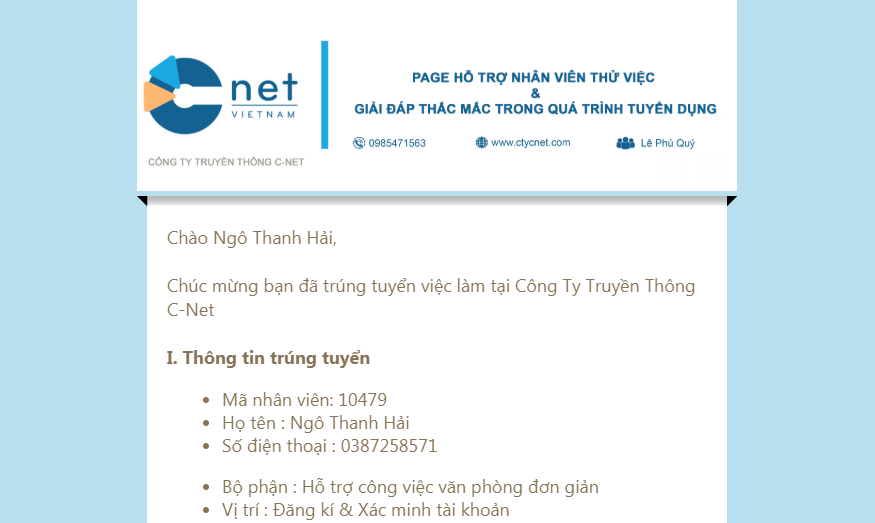 net
VIETNAM
CÔNG TY TRUYỀN THÔNG C-NET
PAGE HỖ TRỢ NHÂN VIÊN THỬ VIỆC
&
GIẢI ĐÁP THẮC MẮC TRONG QUÁ TRÌNH TUYỂN DỤNG
0985471563 www.ctycnet.com Lê Phú Quý
Chào Ngô Thanh Hải,
Chúc mừng bạn đã trúng tuyển việc làm tại Công Ty Truyền Thông
C-Net
I. Thông tin trúng tuyển
• Mã nhân viên: 10479
• Họ tên : Ngô Thanh Hải
• Số điện thoại : 0387258571
• Bộ phận : Hỗ trợ công việc văn phòng đơn giản
• Vị trí : Đăng kí & Xác minh tài khoản